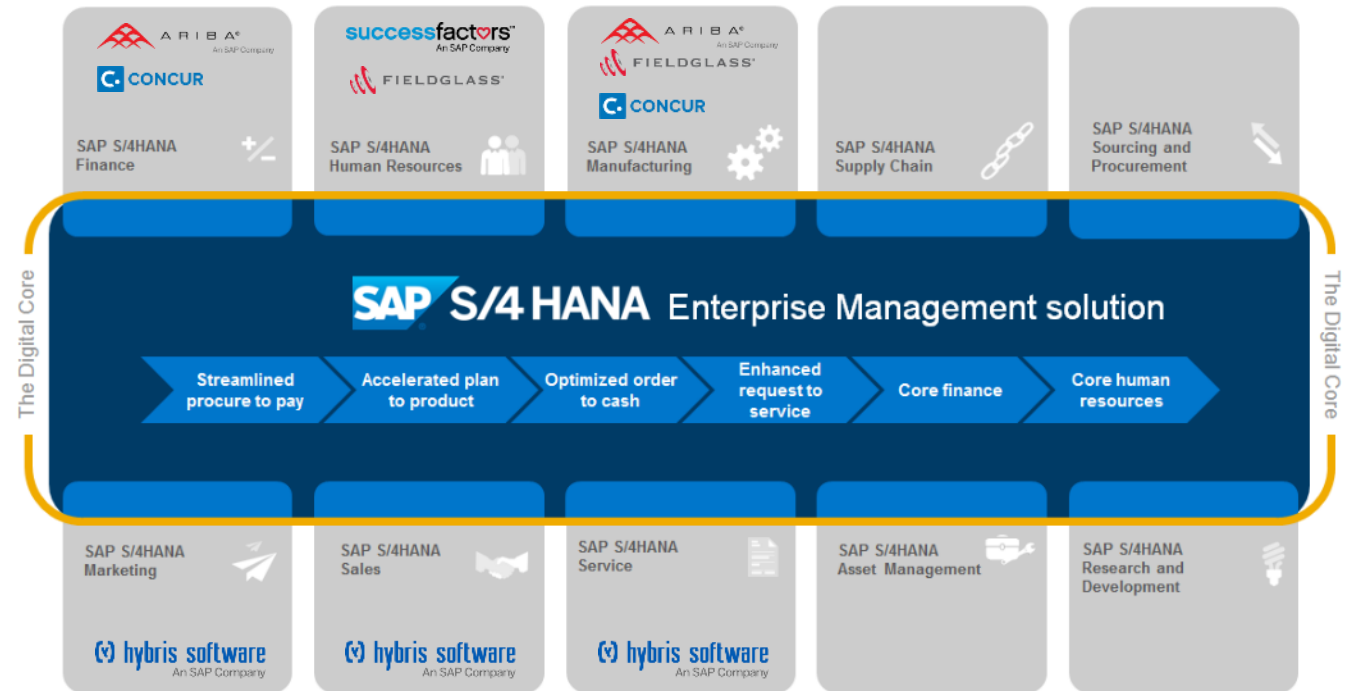 ARIBA®
An SAP Company
C. CONCUR
SAP S/4HANA
Finance
successfactors™
An SAP Company
FIELDGLASS®
SAP S/4HANA
Human Resources
ARIBA®
An SAP Company
FIELDGLASS®
C. CONCUR
SAP S/4HANA
Manufacturing
SAP S/4HANA
Supply Chain
SAP S/4HANA
Sourcing and
Procurement
The Digital Core
SAP® S/4 HANA Enterprise Management solution
Streamlined
procure to pay
Accelerated plan
to product
Optimized order
to cash
Enhanced
request to
service
Core finance
Core human
resources
The Digital Core
SAP S/4HANA
Marketing
hybris software
An SAP Company
SAP S/4HANA
Sales
hybris software
An SAP Company
SAP S/4HANA
Service
hybris software
An SAP Company
SAP S/4HANA
Asset Management
SAP S/4HANA
Research and
Development